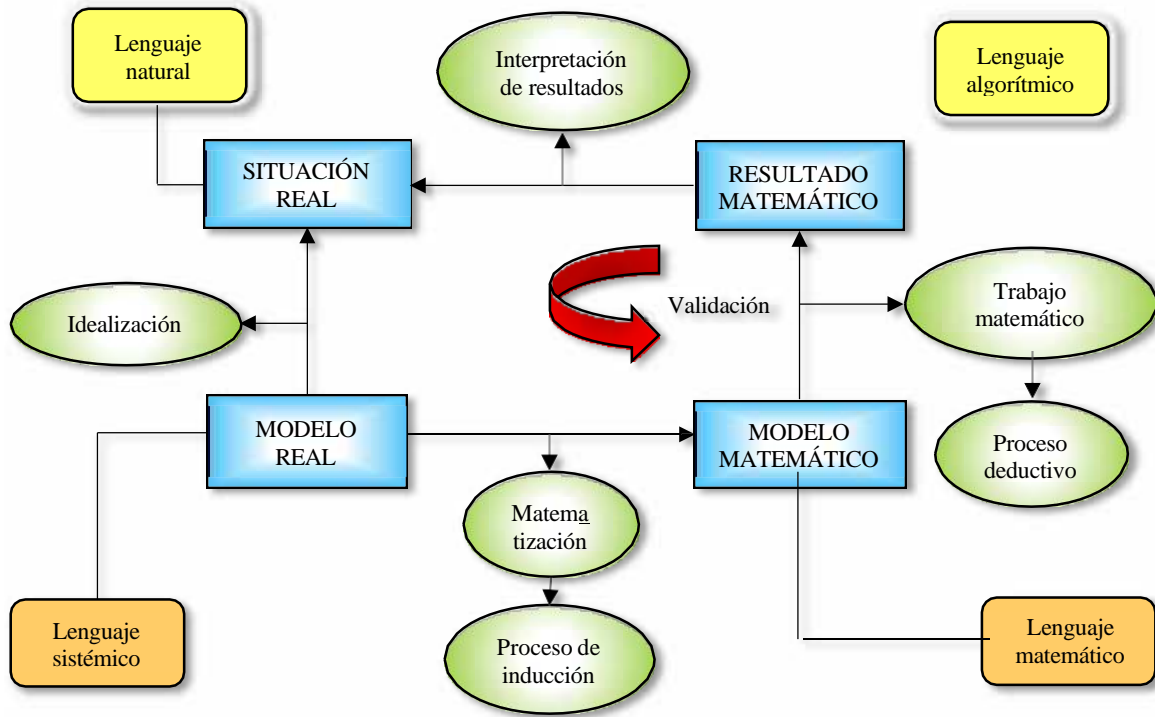 Lenguaje
natural
Interpretación
de resultados
Lenguaje
algorítmico
SITUACIÓN
REAL
RESULTADO
MATEMÁTICO
Idealización
Validación
Trabajo
matemático
MODELO
REAL
MODELO
MATEMÁTICO
Proceso
deductivo
Matema
tización
Lenguaje
sistémico
Proceso de
inducción
Lenguaje
matemático